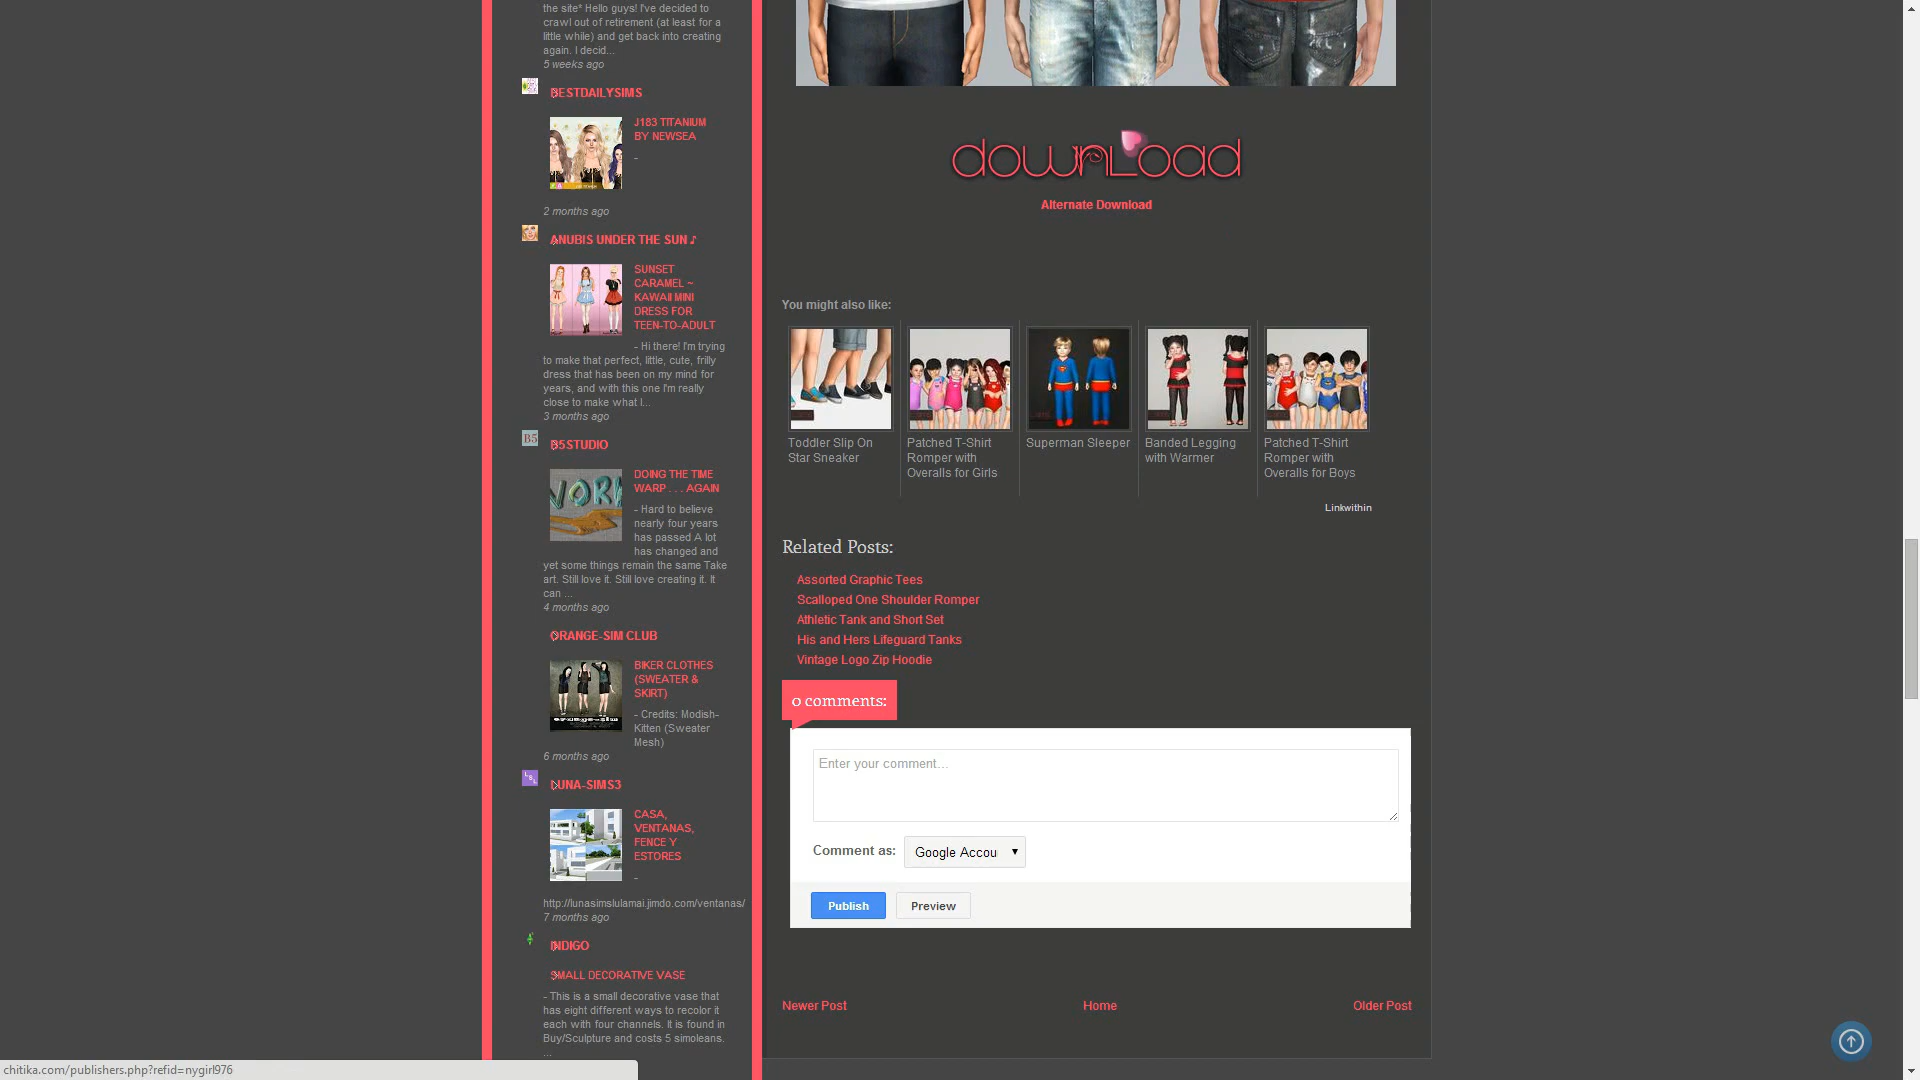 the site* Hello guys! I've decided to
crawl out of retirement (at least for a
little while) and get back into creating
again. I decid...
5 weeks ago
BESTDAILYSIMS
J183 TITANIUM
BY NEWSEA
-
2 months ago
ANUBIS UNDER THE SUN ♪
SUNSET
CARAMEL ~
KAWAII MINI
DRESS FOR
TEEN-TO-ADULT
- Hi there! I'm trying
to make that perfect, little, cute, frilly
dress that has been on my mind for
years, and with this one I'm really
close to make what I...
3 months ago
B5
B5STUDIO
DOING THE TIME
WARP . . . AGAIN
- Hard to believe
nearly four years
has passed A lot
has changed and
yet some things remain the same Take
art. Still love it. Still love creating it. It
can ...
4 months ago
ORANGE-SIM CLUB
BIKER CLOTHES
(SWEATER &
SKIRT)
- Credits: Modish-
Kitten (Sweater
Mesh)
6 months ago
LUNA-SIMS3
CASA,
VENTANAS,
FENCE Y
ESTORES
-
http://lunasimslulamai.jimdo.com/ventanas/
7 months ago
INDIGO
SMALL DECORATIVE VASE
- This is a small decorative vase that
has eight different ways to recolor it
each with four channels. It is found in
Buy/Sculpture and costs 5 simoleans.
...
download
Alternate Download
You might also like:
Toddler Slip On
Star Sneaker
Patched T-Shirt
Romper with
Overalls for Girls
Superman Sleeper
Banded Legging
with Warmer
Patched T-Shirt
Romper with
Overalls for Boys
Linkwithin
Related Posts:
Assorted Graphic Tees
Scalloped One Shoulder Romper
Athletic Tank and Short Set
His and Hers Lifeguard Tanks
Vintage Logo Zip Hoodie
0 comments:
Enter your comment...
Comment as:
Google Accou
Publish
Preview
Newer Post
Home
Older Post
chitika.com/publishers.php?refid=nygirl976